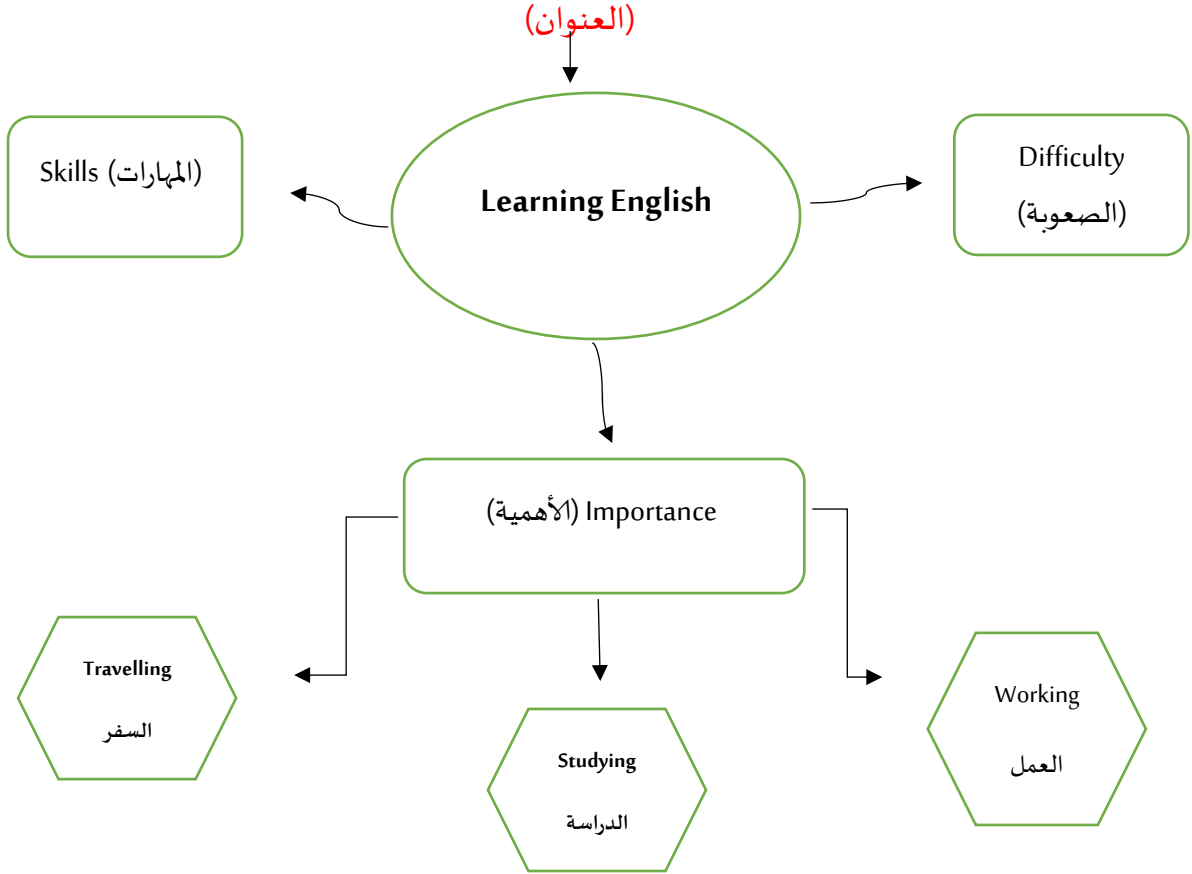 (العنوان)
Learning English
Skills (المهارات)
Difficulty
(الصعوبة)
(الأهمية) Importance
Travelling
السفر
Studying
الدراسة
Working
العمل